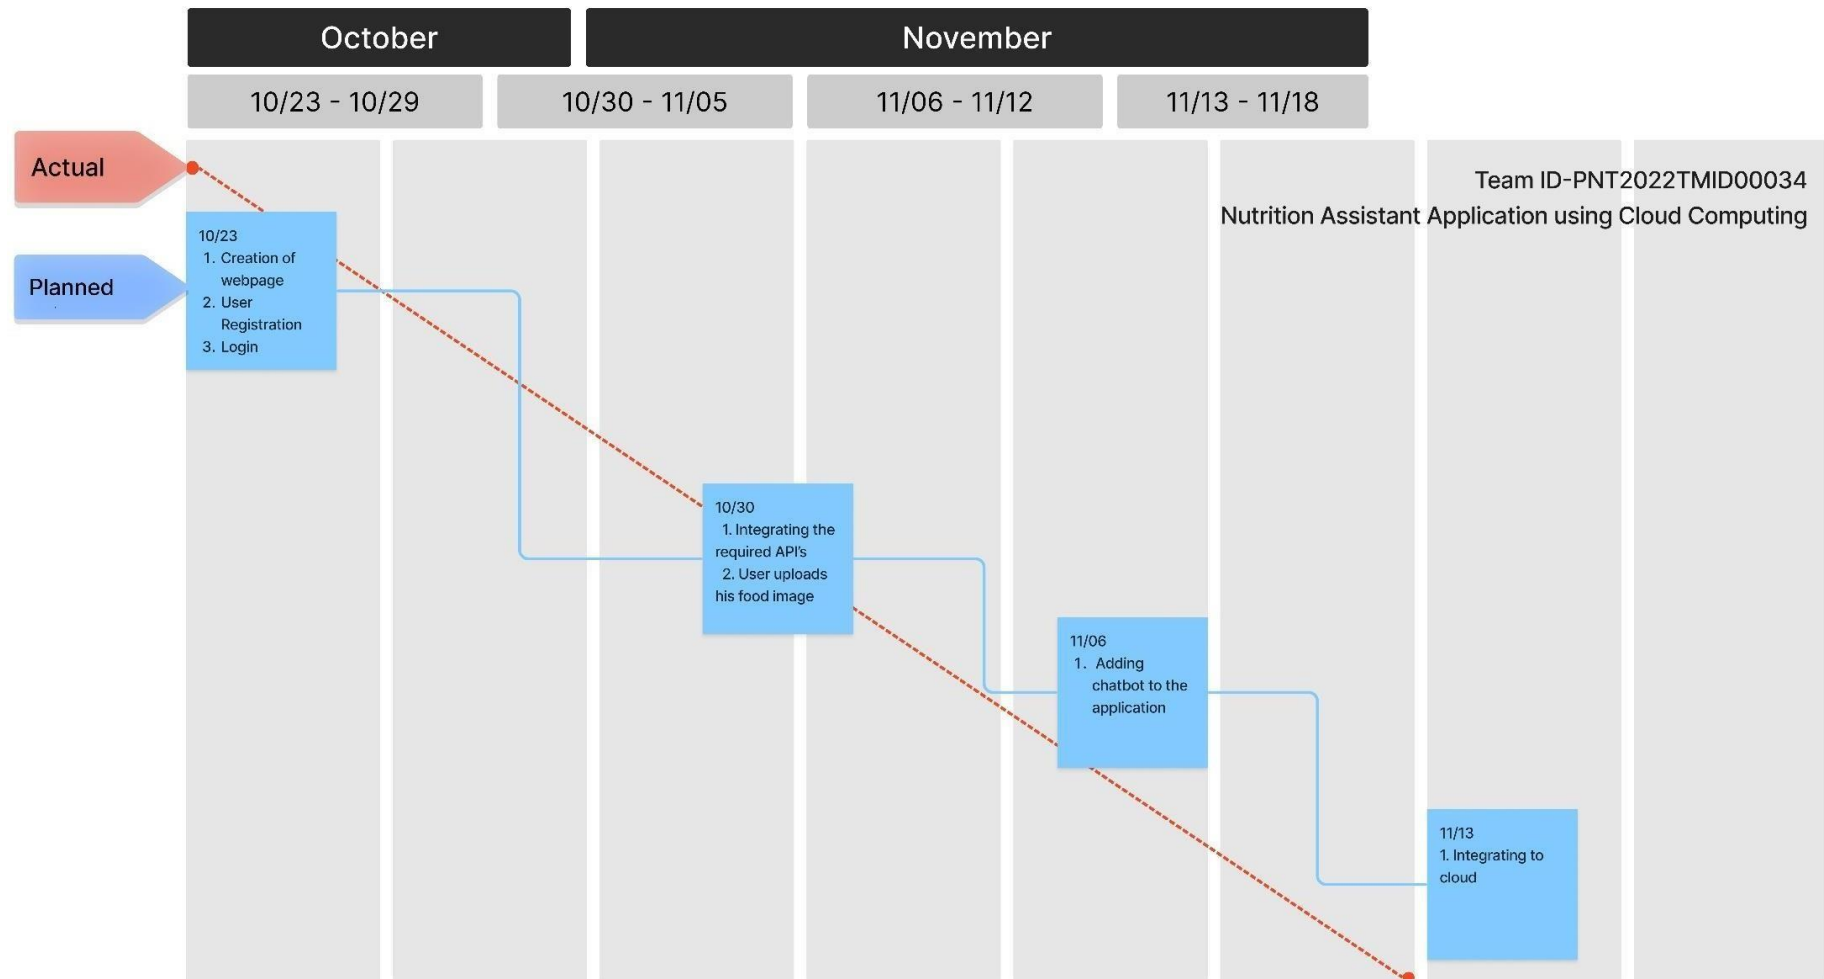 October
November
10/23 - 10/29
10/30 - 11/05
11/06 - 11/12
11/13 - 11/18
Actual
Team ID-PNT2022TMID00034
Nutrition Assistant Application using Cloud Computing
Planned
10/23
1. Creation of
webpage
2. User
Registration
3. Login
10/30
1. Integrating the
required API's
2. User uploads
his food image
11/06
1. Adding
chatbot to the
application
11/13
1. Integrating to
cloud